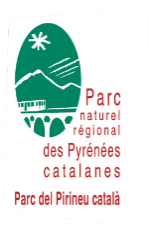 Parc
naturel
régional
des Pyrénées
catalanes
Parc del Pirineu català